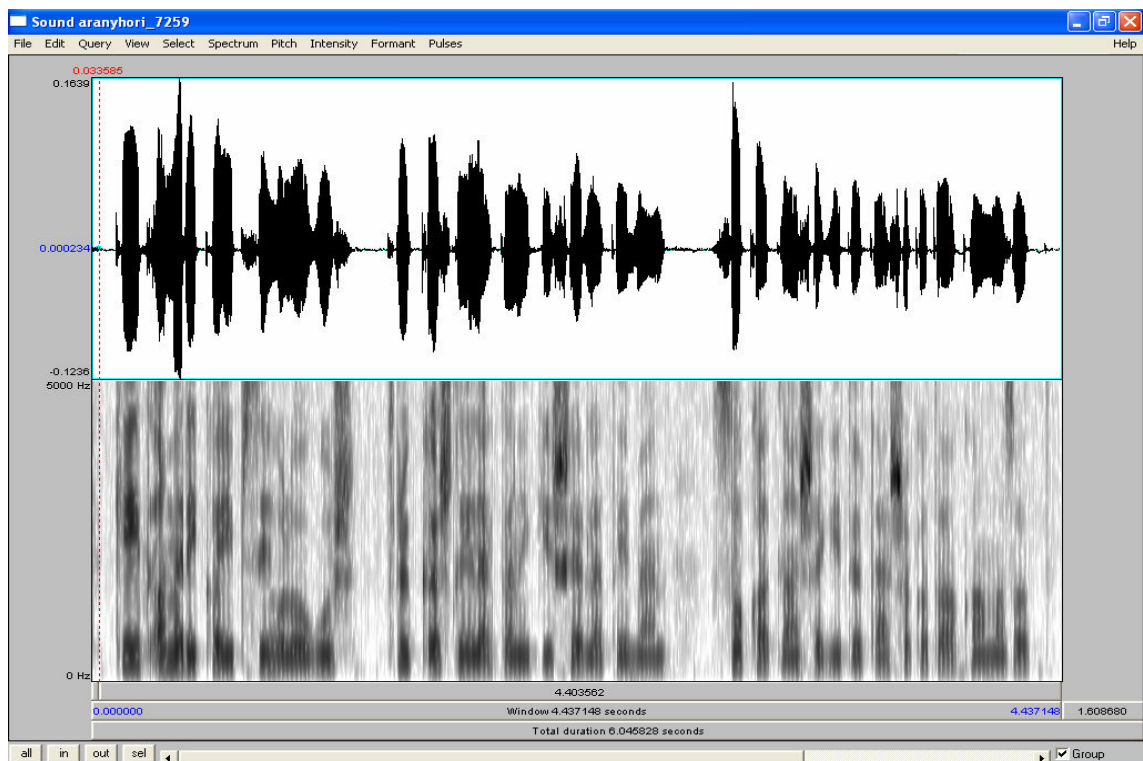 Sound aranyhori_7259
File Edit Query View Select Spectrum Pitch Intensity Formant Pulses Help
0.033585
0.1639
0.000234
-0.1236
5000 Hz
0 Hz
4.403562
0.000000 Window 4.437148 seconds 4.437148 1.608680
Total duration 6.045828 seconds
all in out sel Group